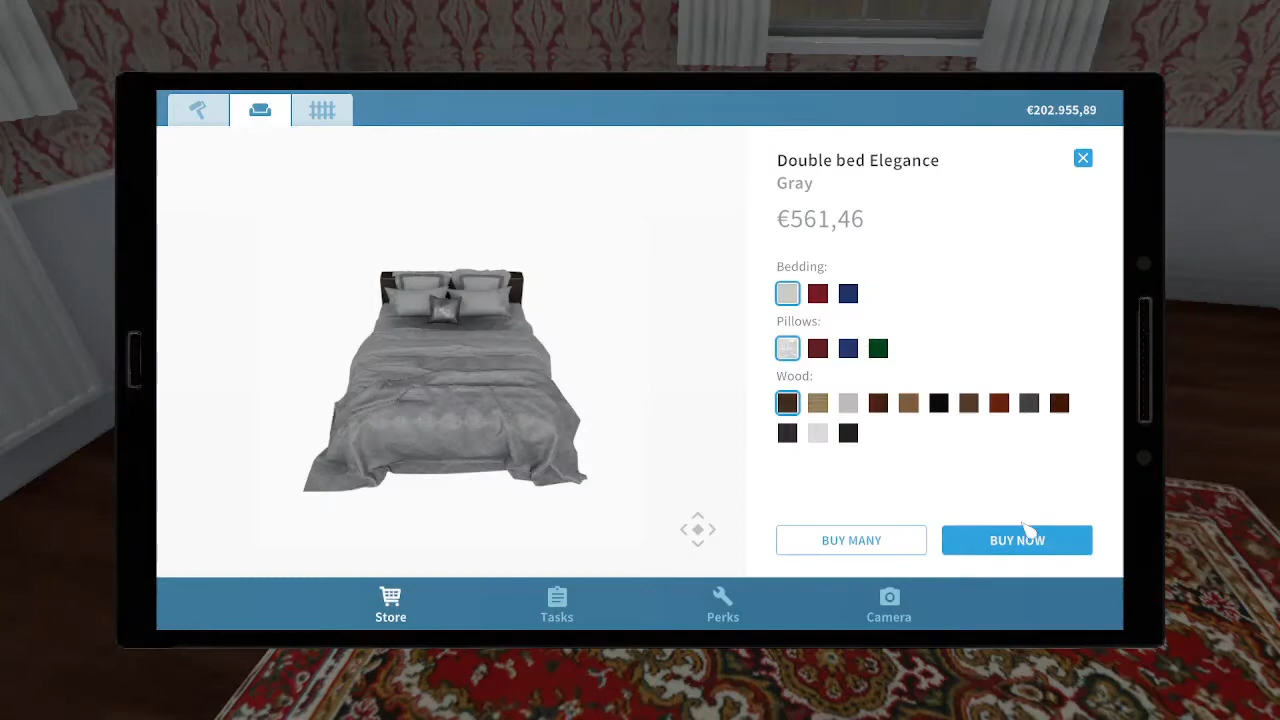 €202.955,89
Double bed Elegance
Gray
€561,46
Bedding:
Pillows:
Wood:
BUY MANY
BUY NOW
Store
Tasks
Perks
Camera